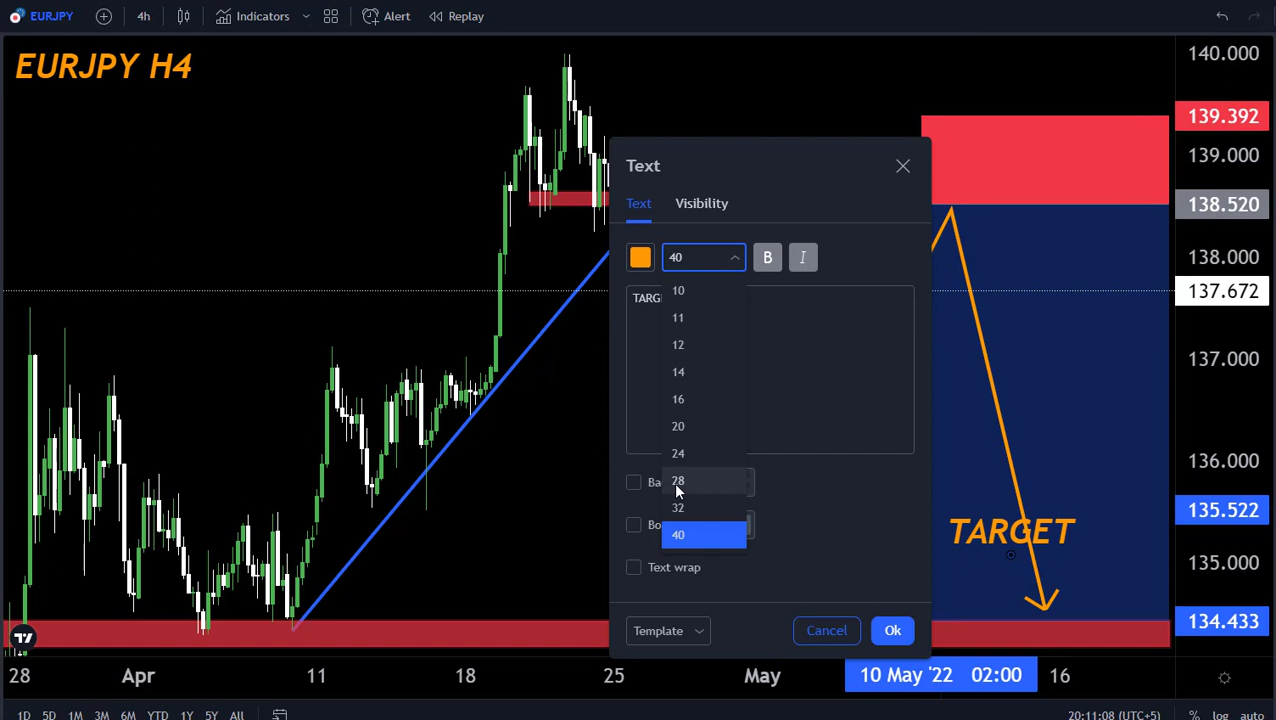 EURJPY
4h
Indicators
Alert
Replay
EURJPY H4
140.000
139.392
139.000
138.520
138.000
137.672
137.000
136.000
135.522
135.000
134.433
Text
Text
Visibility
40
B
I
TARG
10
11
12
14
16
20
24
28
32
40
Ba
Bo
Text wrap
Template
Cancel
Ok
TARGET
28
Apr
11
18
25
May
10 May '22 02:00
16
1D 5D 1M 3M 6M YTD 1Y 5Y All
20:11:08 (UTC+5)
% log auto